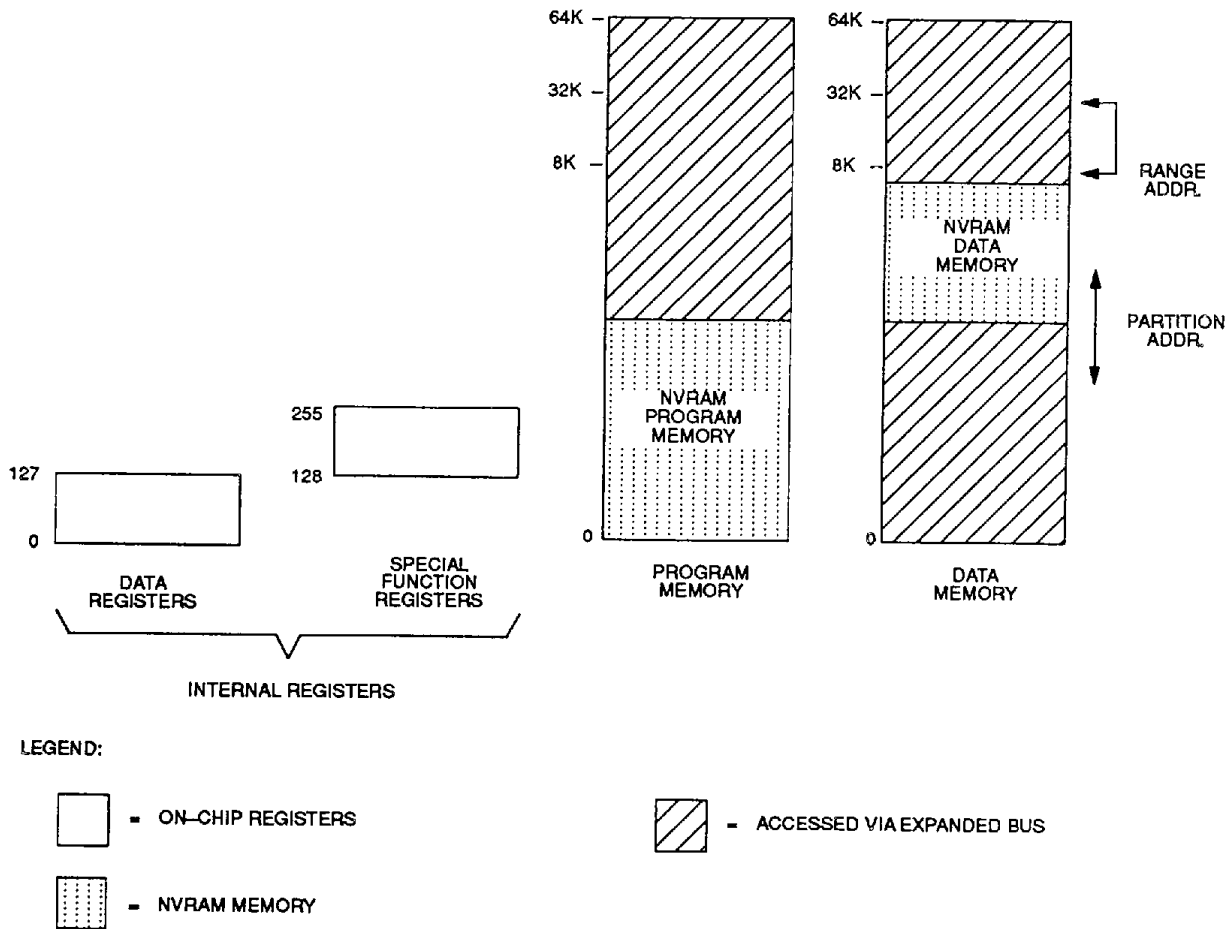 64K
32K
8K
0
NVRAM
PROGRAM
MEMORY
PROGRAM
MEMORY
64K
32K
8K
0
NVRAM
DATA
MEMORY
DATA
MEMORY
RANGE
ADDR.
PARTITION
ADDR.
127
0
DATA
REGISTERS
255
128
SPECIAL
FUNCTION
REGISTERS
INTERNAL REGISTERS
LEGEND:
= ON–CHIP REGISTERS
= NVRAM MEMORY
= ACCESSED VIA EXPANDED BUS